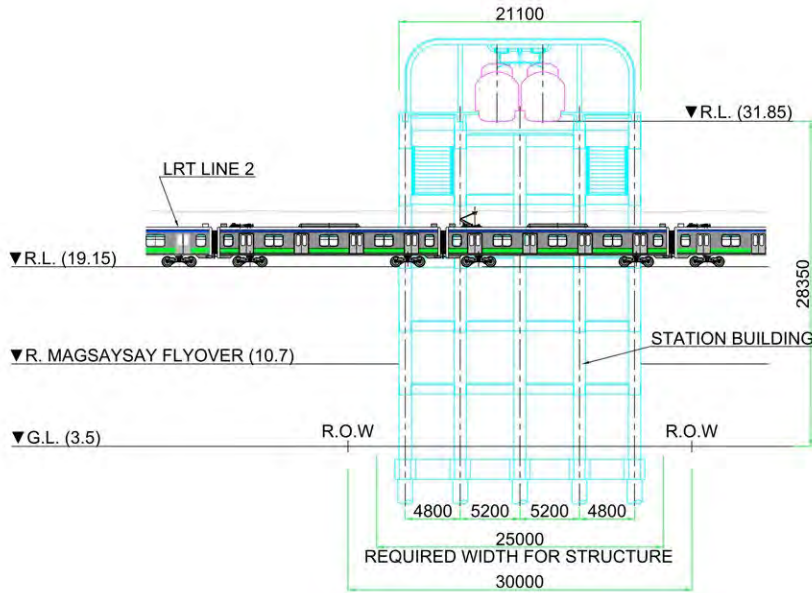 21100
▼R.L. (31.85)
LRT LINE 2
▼R.L. (19.15)
28350
STATION BUILDING
▼R. MAGSAYSAY FLYOVER (10.7)
R.O.W
R.O.W
▼G.L. (3.5)
4800
5200
5200
4800
25000
REQUIRED WIDTH FOR STRUCTURE
30000